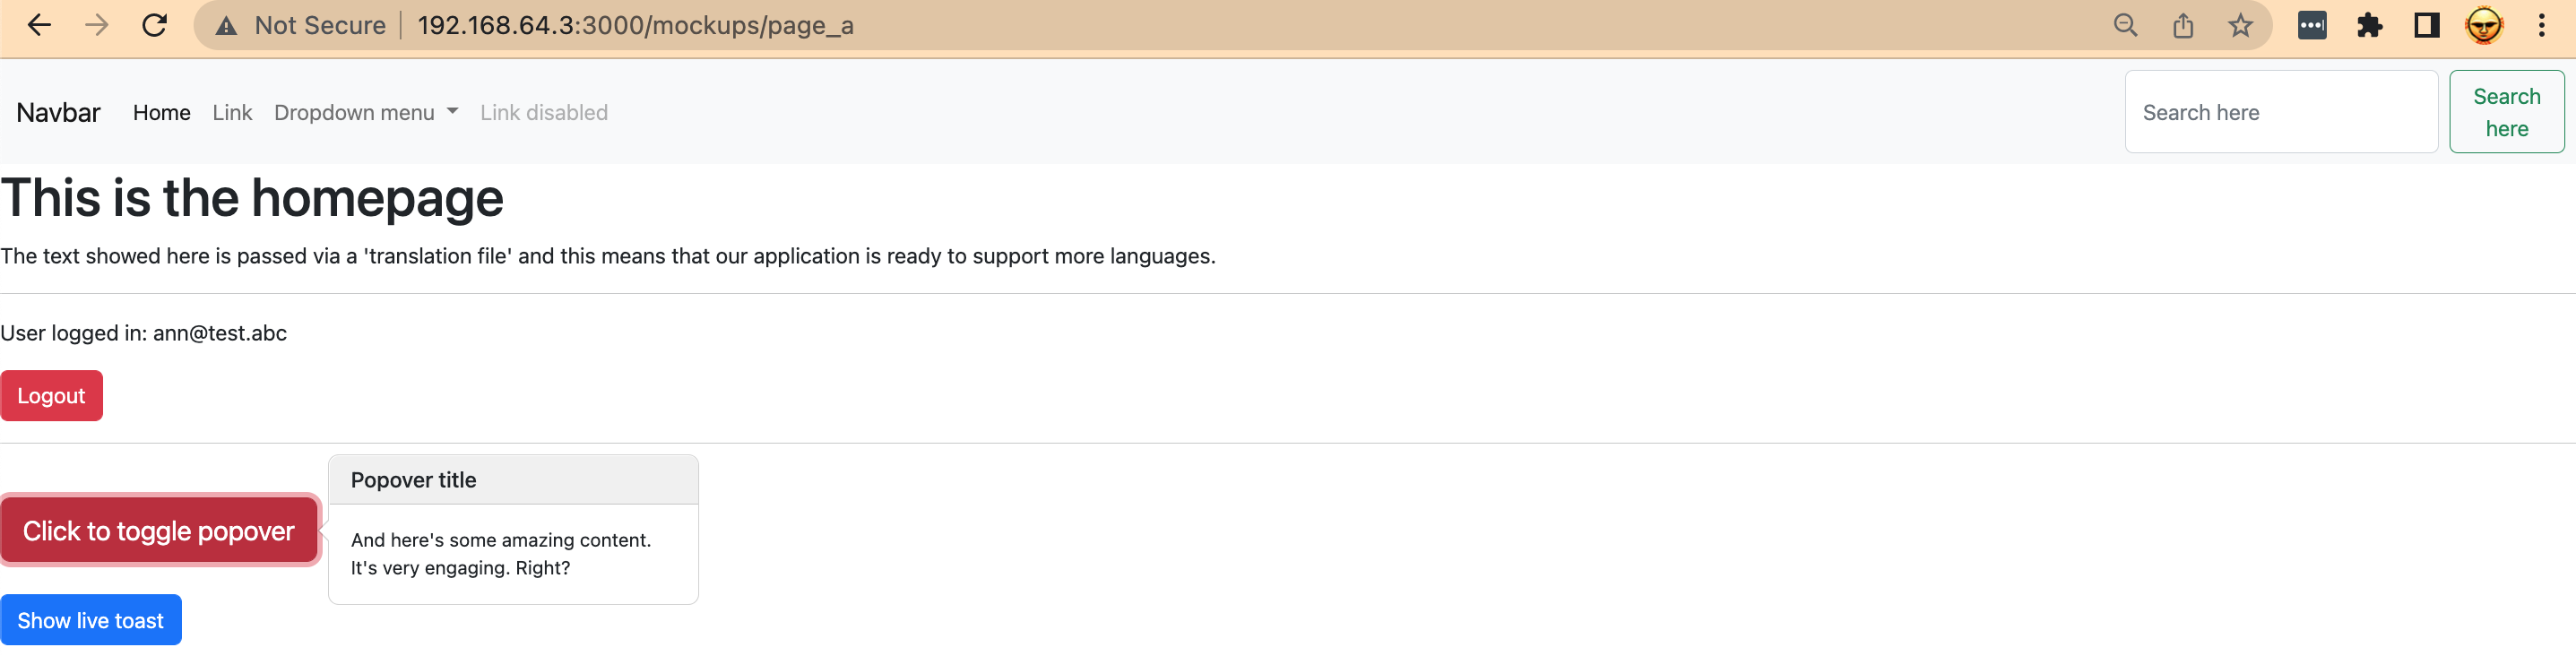 Not Secure 192.168.64.3:3000/mockups/page_a
Navbar Home Link Dropdown menu Link disabled Search here Search
here
This is the homepage
The text showed here is passed via a 'translation file' and this means that our application is ready to support more languages.
User logged in: ann@test.abc
Logout
Click to toggle popover
Popover title
And here's some amazing content.
It's very engaging. Right?
Show live toast